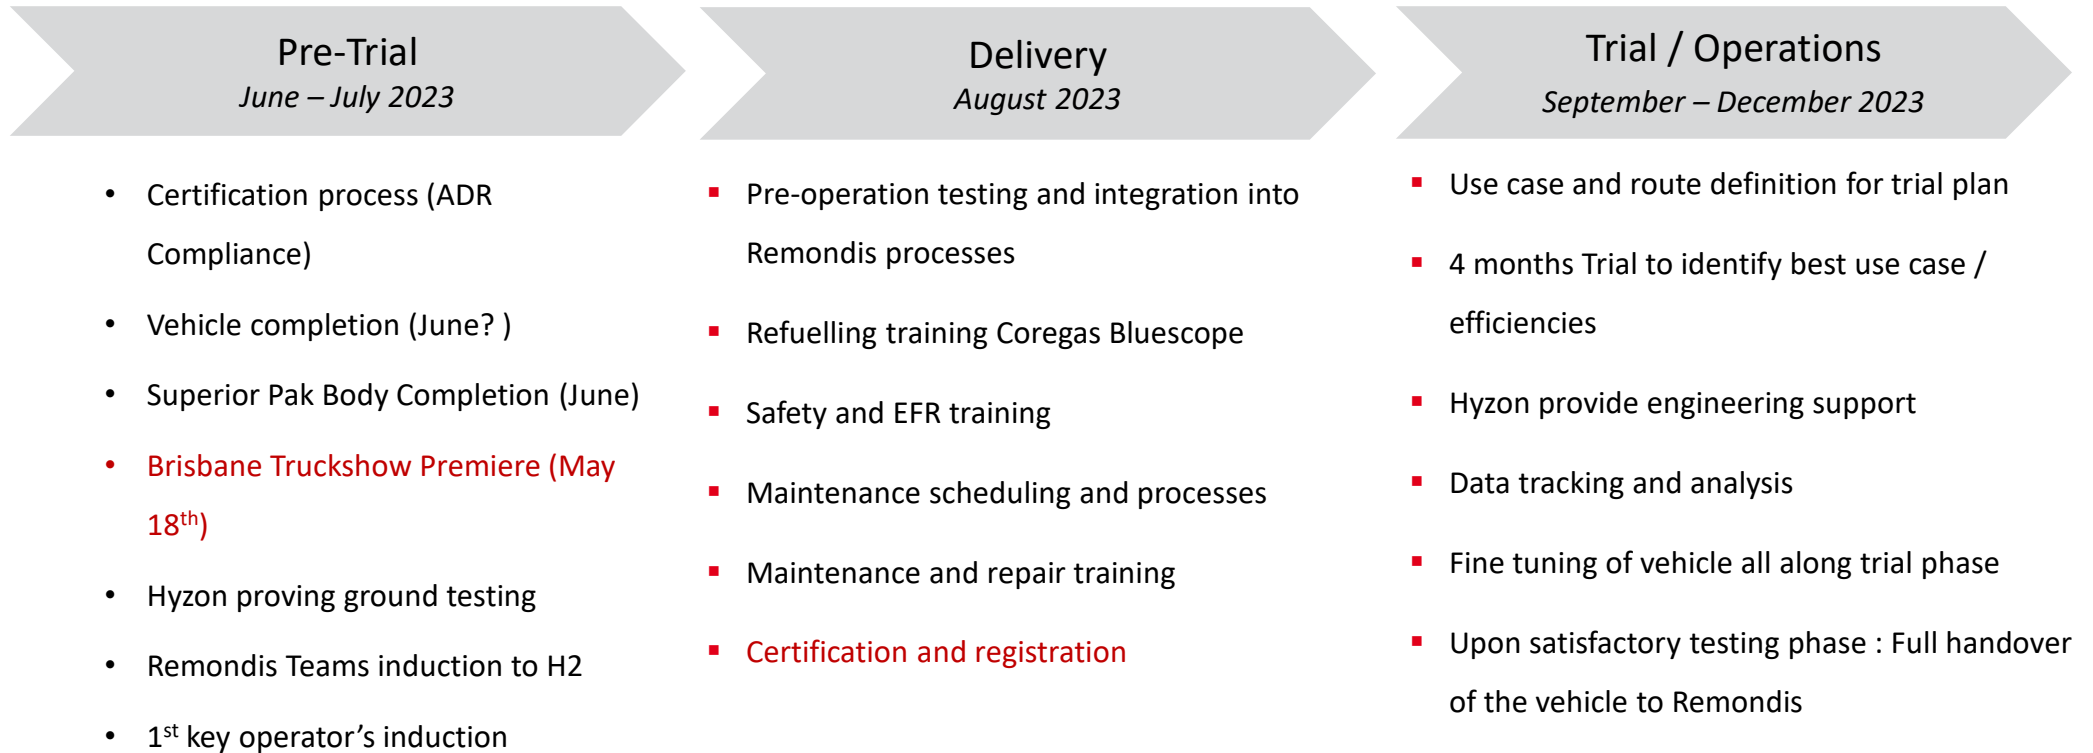 Pre-Trial
June – July 2023
• Certification process (ADR
Compliance)
• Vehicle completion (June? )
• Superior Pak Body Completion (June)
• Brisbane Truckshow Premiere (May
18th)
• Hyzon proving ground testing
• Remondis Teams induction to H2
• 1st key operator’s induction
Delivery
August 2023
▪ Pre-operation testing and integration into
Remondis processes
▪ Refuelling training Coregas Bluescope
▪ Safety and EFR training
▪ Maintenance scheduling and processes
▪ Maintenance and repair training
▪ Certification and registration
Trial / Operations
September – December 2023
▪ Use case and route definition for trial plan
▪ 4 months Trial to identify best use case /
efficiencies
▪ Hyzon provide engineering support
▪ Data tracking and analysis
▪ Fine tuning of vehicle all along trial phase
▪ Upon satisfactory testing phase : Full handover
of the vehicle to Remondis